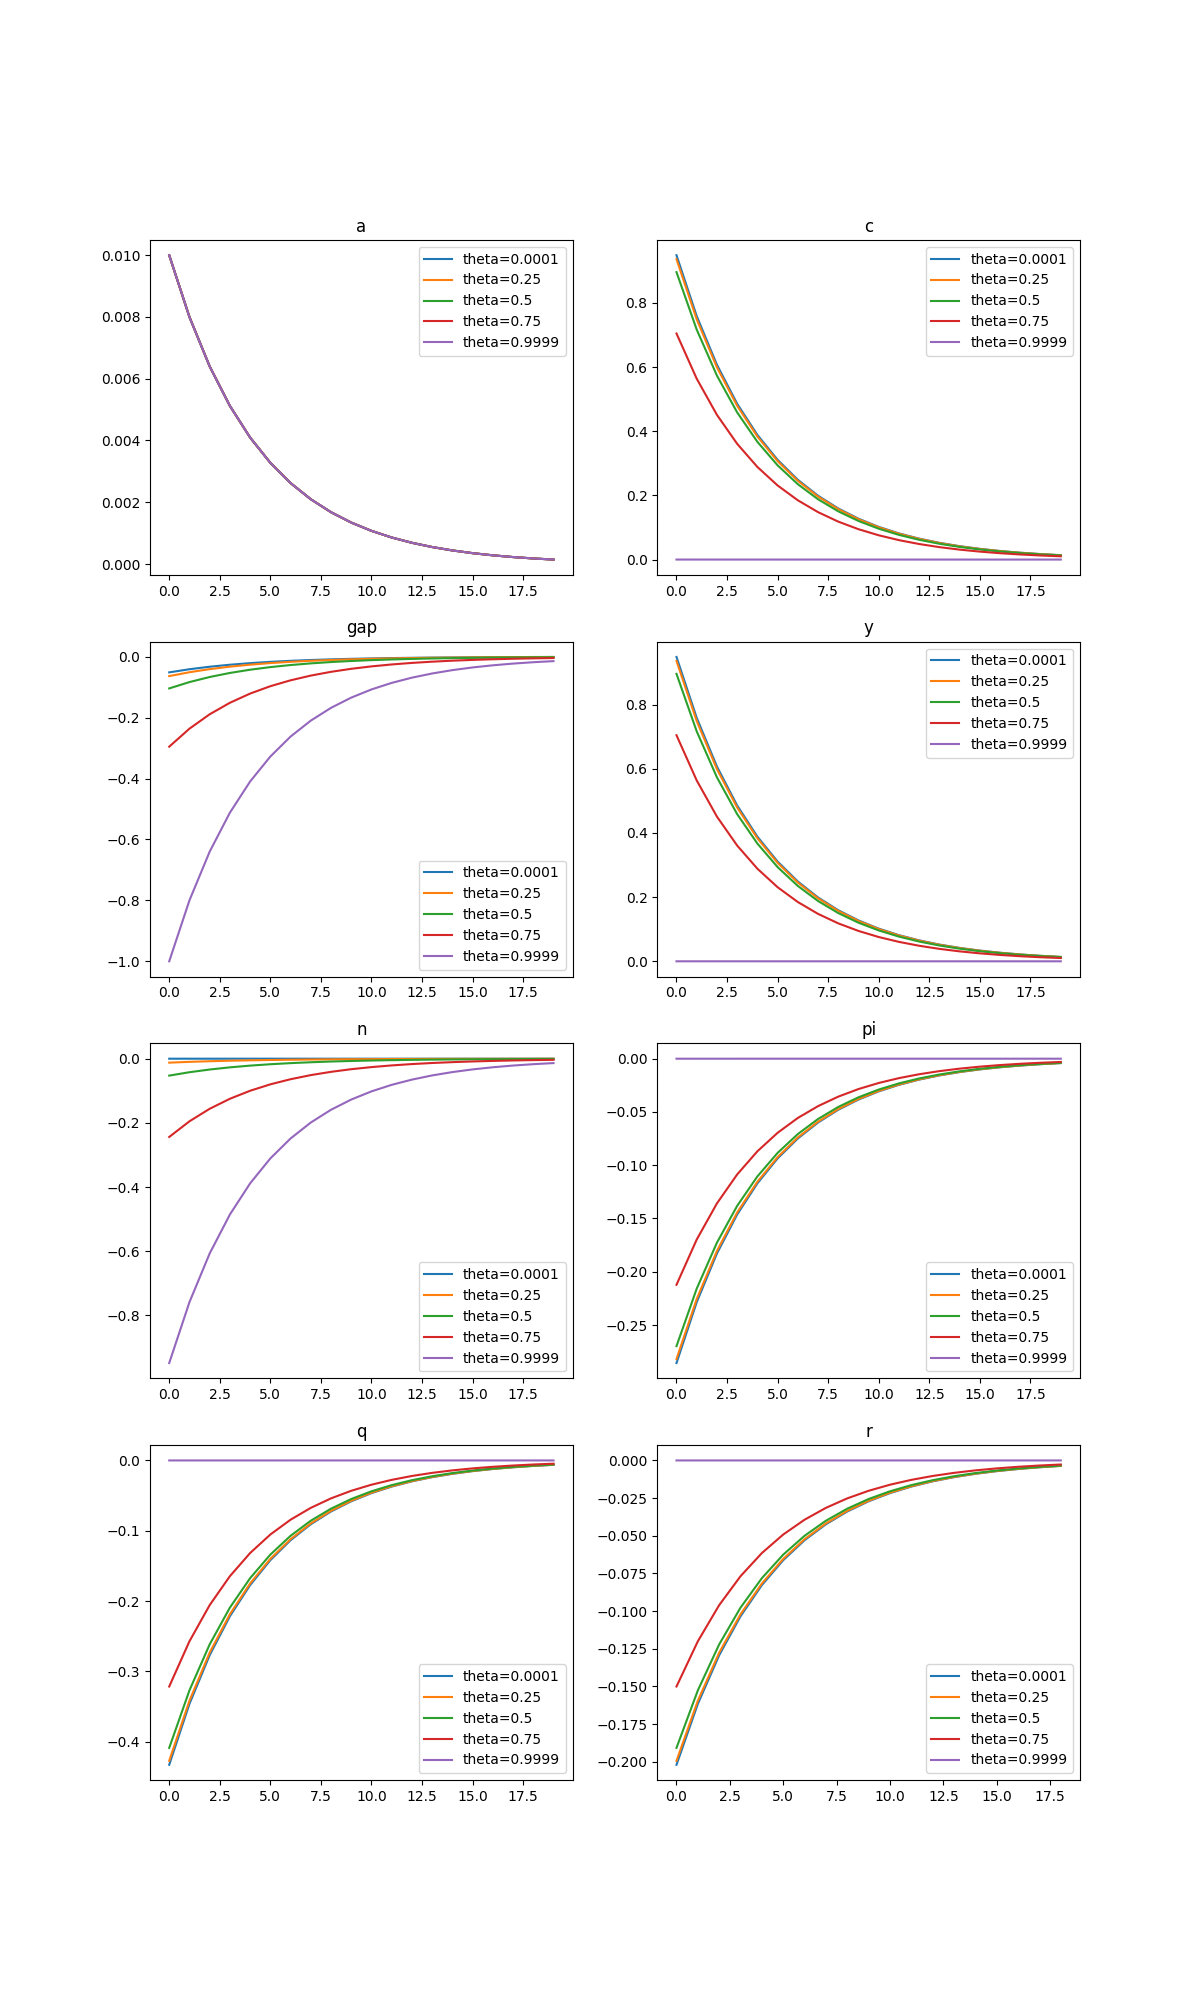 a
0.010
0.008
0.006
0.004
0.002
0.000
0.0 2.5 5.0 7.5 10.0 12.5 15.0 17.5
theta=0.0001
theta=0.25
theta=0.5
theta=0.75
theta=0.9999
c
0.8
0.6
0.4
0.2
0.0
0.0 2.5 5.0 7.5 10.0 12.5 15.0 17.5
theta=0.0001
theta=0.25
theta=0.5
theta=0.75
theta=0.9999
gap
0.0
−0.2
−0.4
−0.6
−0.8
−1.0
0.0 2.5 5.0 7.5 10.0 12.5 15.0 17.5
theta=0.0001
theta=0.25
theta=0.5
theta=0.75
theta=0.9999
y
0.8
0.6
0.4
0.2
0.0
0.0 2.5 5.0 7.5 10.0 12.5 15.0 17.5
theta=0.0001
theta=0.25
theta=0.5
theta=0.75
theta=0.9999
n
0.0
−0.2
−0.4
−0.6
−0.8
0.0 2.5 5.0 7.5 10.0 12.5 15.0 17.5
theta=0.0001
theta=0.25
theta=0.5
theta=0.75
theta=0.9999
pi
0.00
−0.05
−0.10
−0.15
−0.20
−0.25
0.0 2.5 5.0 7.5 10.0 12.5 15.0 17.5
theta=0.0001
theta=0.25
theta=0.5
theta=0.75
theta=0.9999
q
0.0
−0.1
−0.2
−0.3
−0.4
0.0 2.5 5.0 7.5 10.0 12.5 15.0 17.5
theta=0.0001
theta=0.25
theta=0.5
theta=0.75
theta=0.9999
r
0.000
−0.025
−0.050
−0.075
−0.100
−0.125
−0.150
−0.175
−0.200
0.0 2.5 5.0 7.5 10.0 12.5 15.0 17.5
theta=0.0001
theta=0.25
theta=0.5
theta=0.75
theta=0.9999